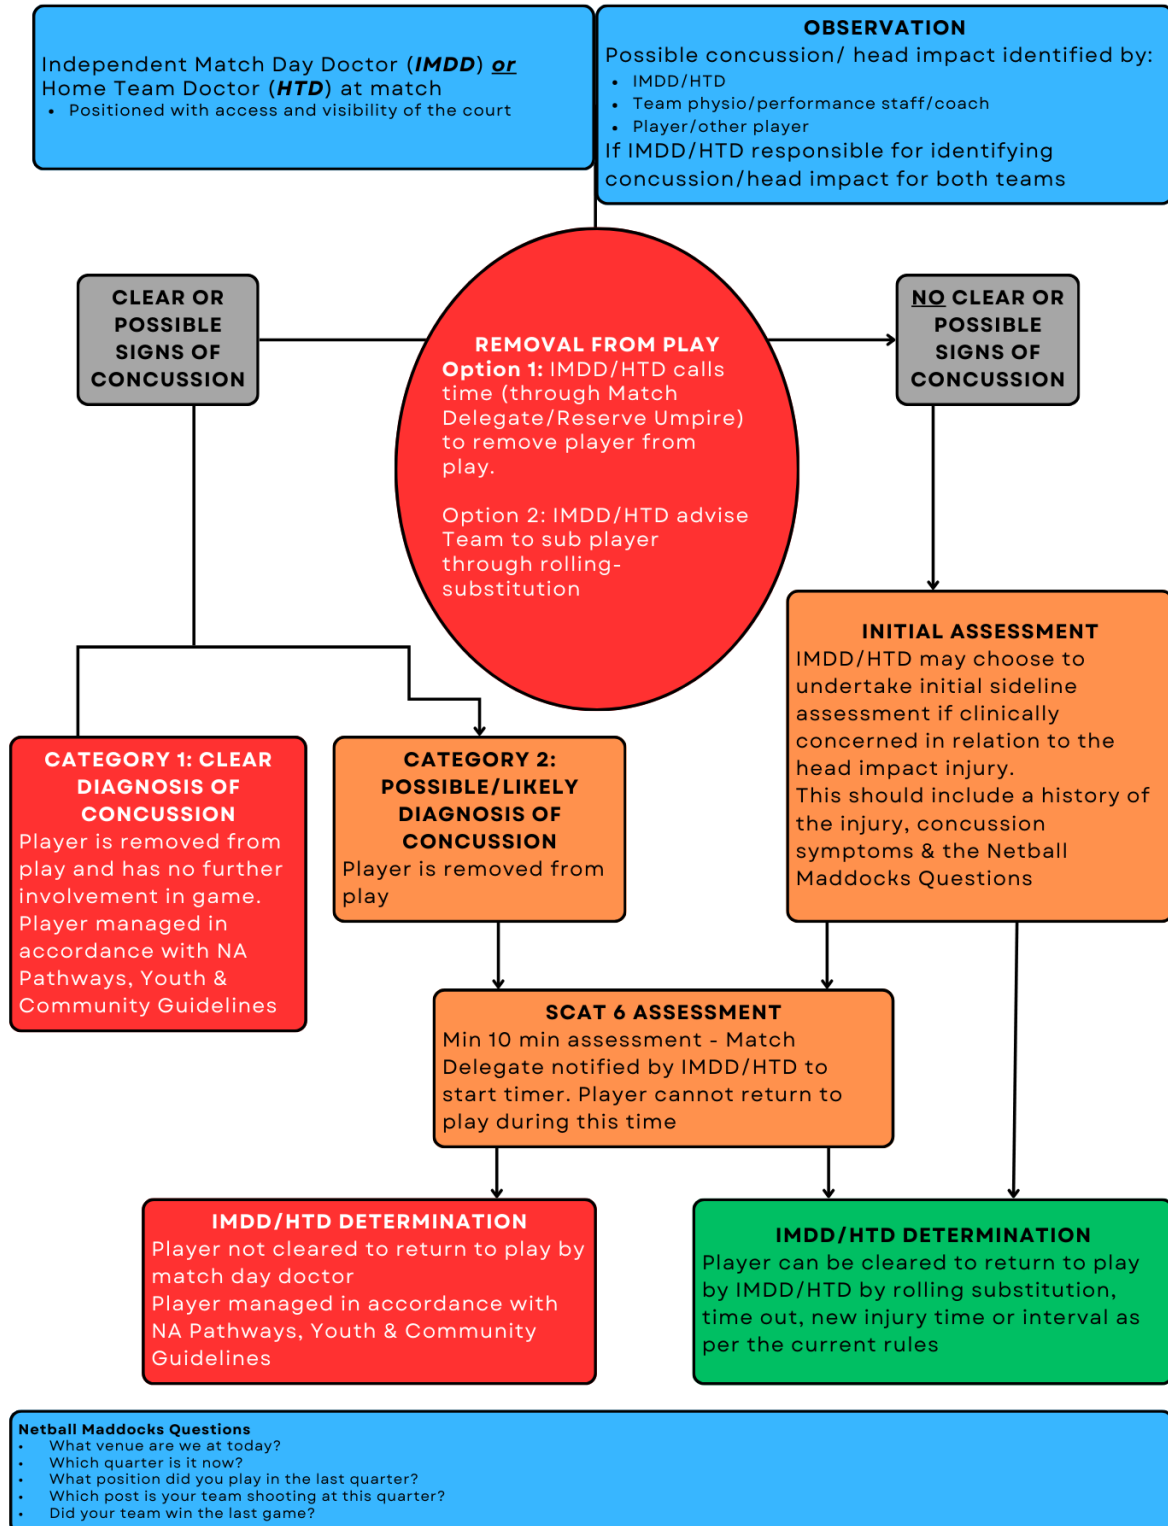 Independent Match Day Doctor (IMDD) or
Home Team Doctor (HTD) at match
• Positioned with access and visibility of the court
OBSERVATION
Possible concussion/ head impact identified by:
• IMDD/HTD
• Team physio/performance staff/coach
• Player/other player
If IMDD/HTD responsible for identifying
concussion/head impact for both teams
CLEAR OR
POSSIBLE
SIGNS OF
CONCUSSION
REMOVAL FROM PLAY
Option 1: IMDD/HTD calls
time (through Match
Delegate/Reserve Umpire)
to remove player from
play.
Option 2: IMDD/HTD advise
Team to sub player
through rolling-
substitution
NO CLEAR OR
POSSIBLE
SIGNS OF
CONCUSSION
INITIAL ASSESSMENT
IMDD/HTD may choose to
undertake initial sideline
assessment if clinically
concerned in relation to the
head impact injury.
This should include a history of
the injury, concussion
symptoms & the Netball
Maddocks Questions
CATEGORY 1: CLEAR
DIAGNOSIS OF
CONCUSSION
Player is removed from
play and has no further
involvement in game.
Player managed in
accordance with NA
Pathways, Youth &
Community Guidelines
CATEGORY 2:
POSSIBLE/LIKELY
DIAGNOSIS OF
CONCUSSION
Player is removed from
play
SCAT 6 ASSESSMENT
Min 10 min assessment - Match
Delegate notified by IMDD/HTD to
start timer. Player cannot return to
play during this time
IMDD/HTD DETERMINATION
Player not cleared to return to play by
match day doctor
Player managed in accordance with
NA Pathways, Youth & Community
Guidelines
IMDD/HTD DETERMINATION
Player can be cleared to return to play
by IMDD/HTD by rolling substitution,
time out, new injury time or interval as
per the current rules
Netball Maddocks Questions
• What venue are we at today?
• Which quarter is it now?
• What position did you play in the last quarter?
• Which post is your team shooting at this quarter?
• Did your team win the last game?